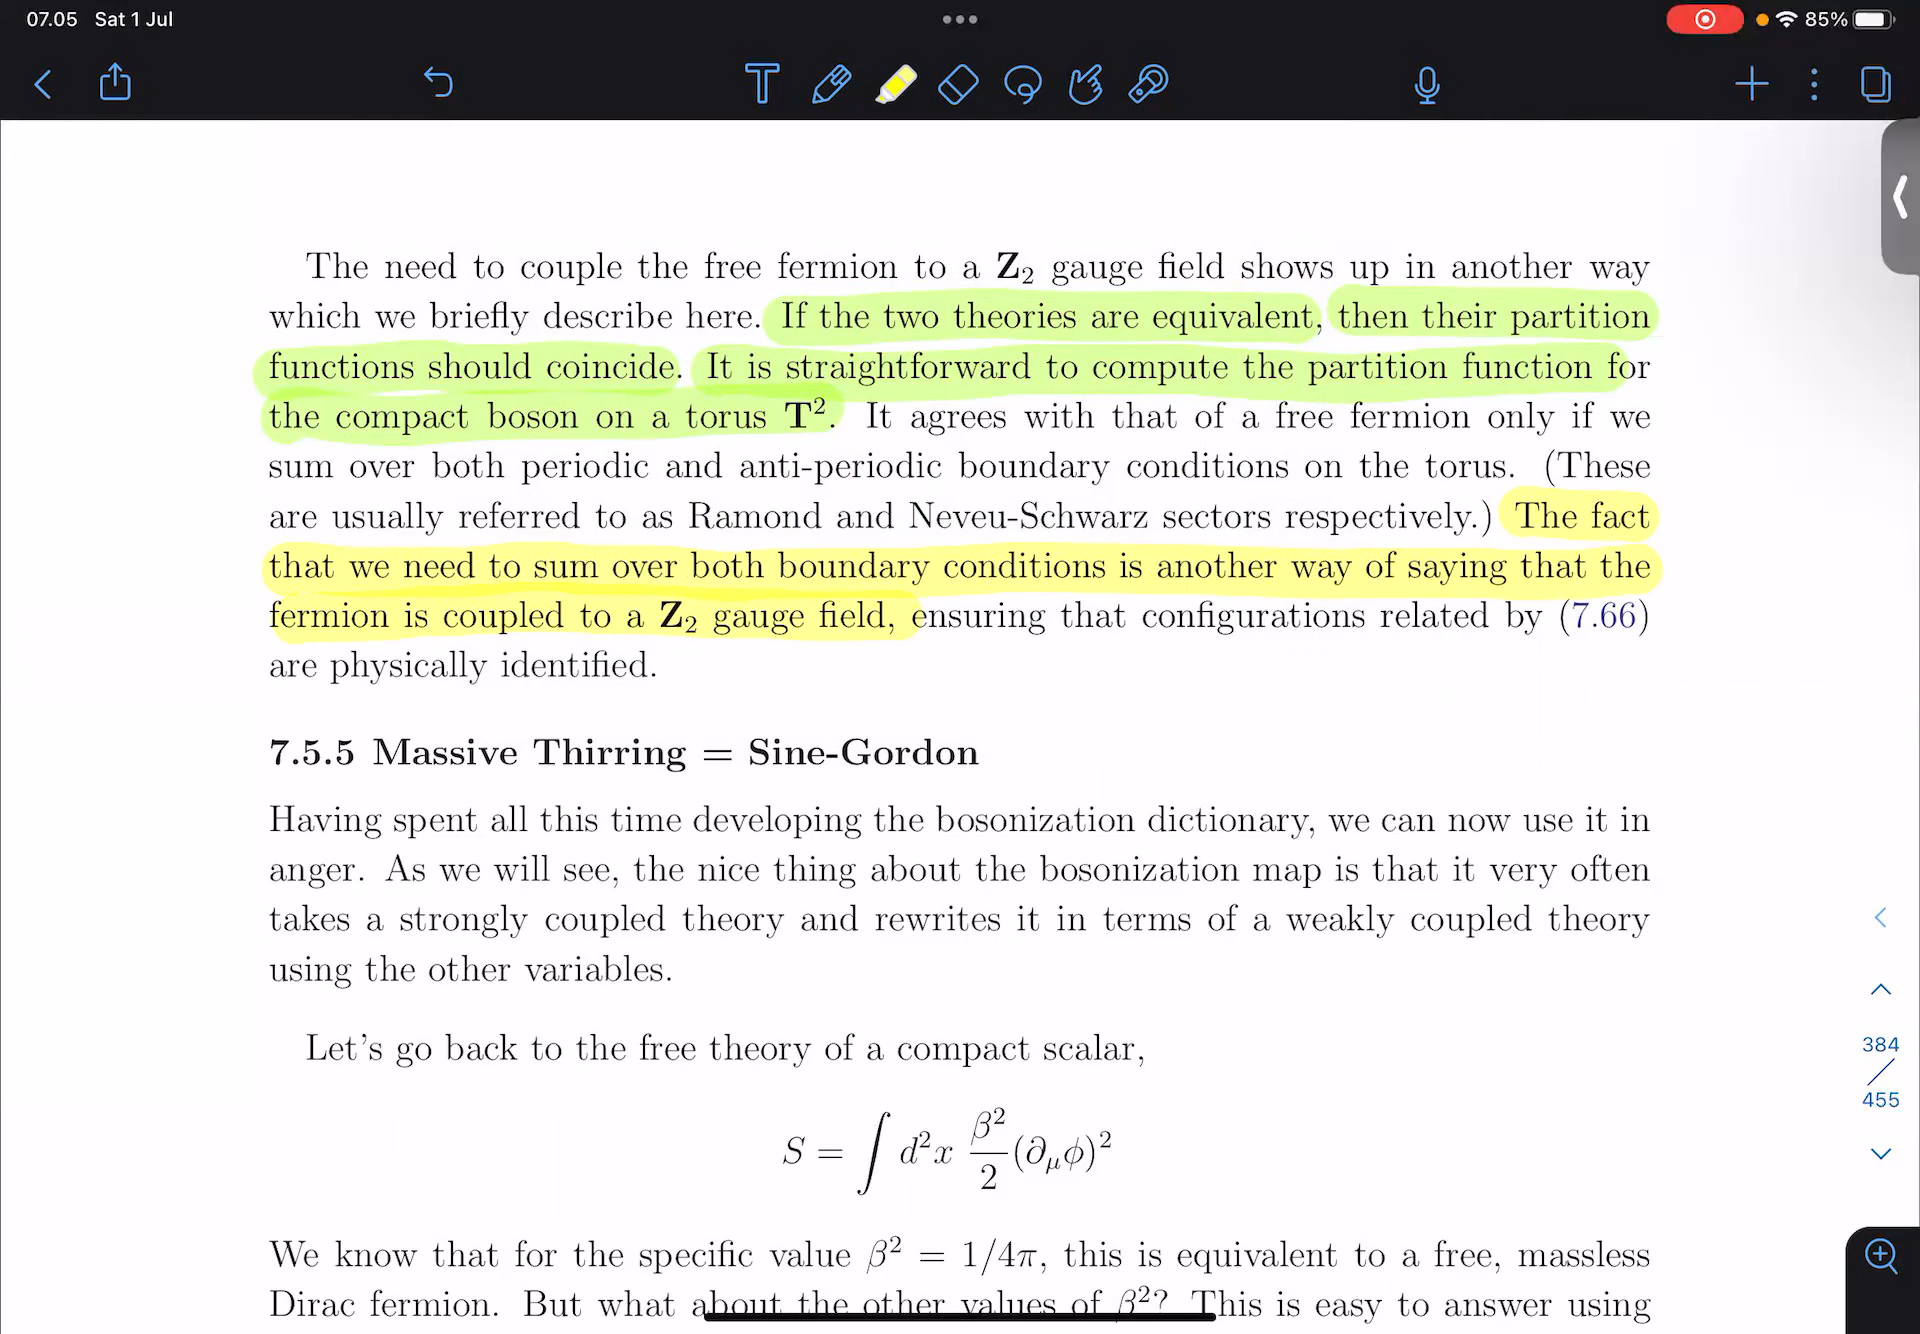 07.05 Sat 1 Jul
85%
The need to couple the free fermion to a Z₂ gauge field shows up in another way
which we briefly describe here. If the two theories are equivalent, then their partition
functions should coincide. It is straightforward to compute the partition function for
the compact boson on a torus T². It agrees with that of a free fermion only if we
sum over both periodic and anti-periodic boundary conditions on the torus. (These
are usually referred to as Ramond and Neveu-Schwarz sectors respectively.) The fact
that we need to sum over both boundary conditions is another way of saying that the
fermion is coupled to a Z₂ gauge field, ensuring that configurations related by (7.66)
are physically identified.
7.5.5 Massive Thirring = Sine-Gordon
Having spent all this time developing the bosonization dictionary, we can now use it in
anger. As we will see, the nice thing about the bosonization map is that it very often
takes a strongly coupled theory and rewrites it in terms of a weakly coupled theory
using the other variables.
Let's go back to the free theory of a compact scalar,
S = ∫ d²x β²/2 (∂μϕ)²
We know that for the specific value β² = 1/4π, this is equivalent to a free, massless
Dirac fermion. But what about the other values of β²? This is easy to answer using
384
/
455